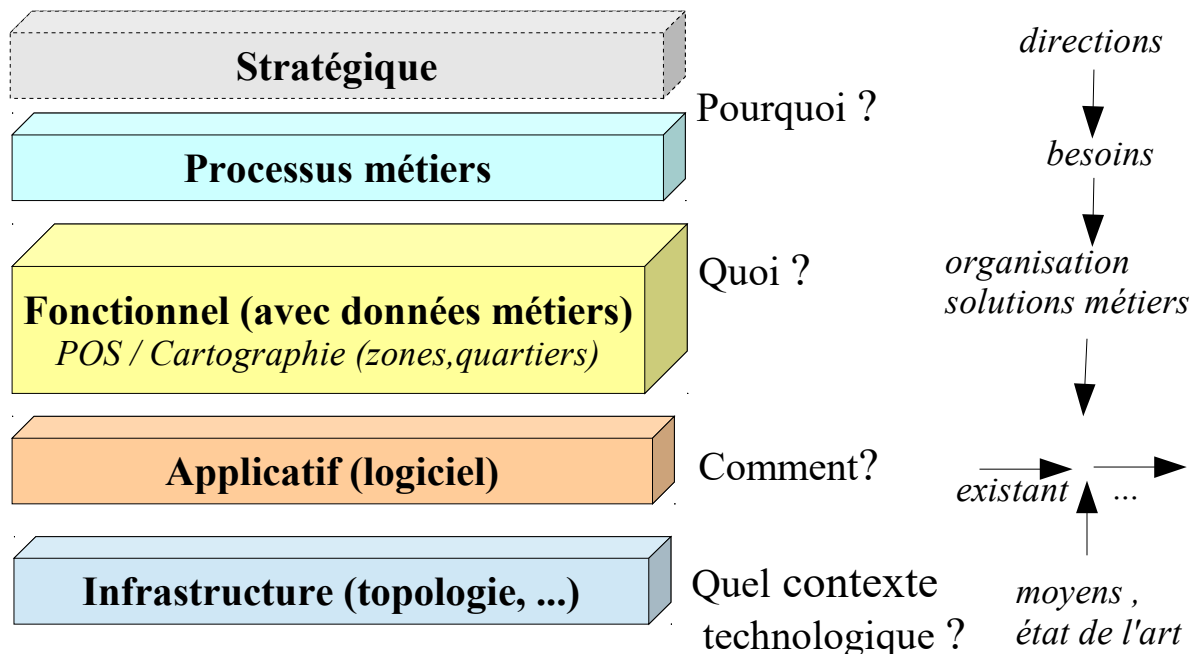 Stratégique
Pourquoi ?
Processus métiers
Fonctionnel (avec données métiers)
POS / Cartographie (zones,quartiers)
Quoi ?
Applicatif (logiciel)
Comment?
Infrastructure (topologie, ...)
Quel contexte
technologique ?
directions
besoins
organisation
solutions métiers
existant
...
moyens ,
état de l'art